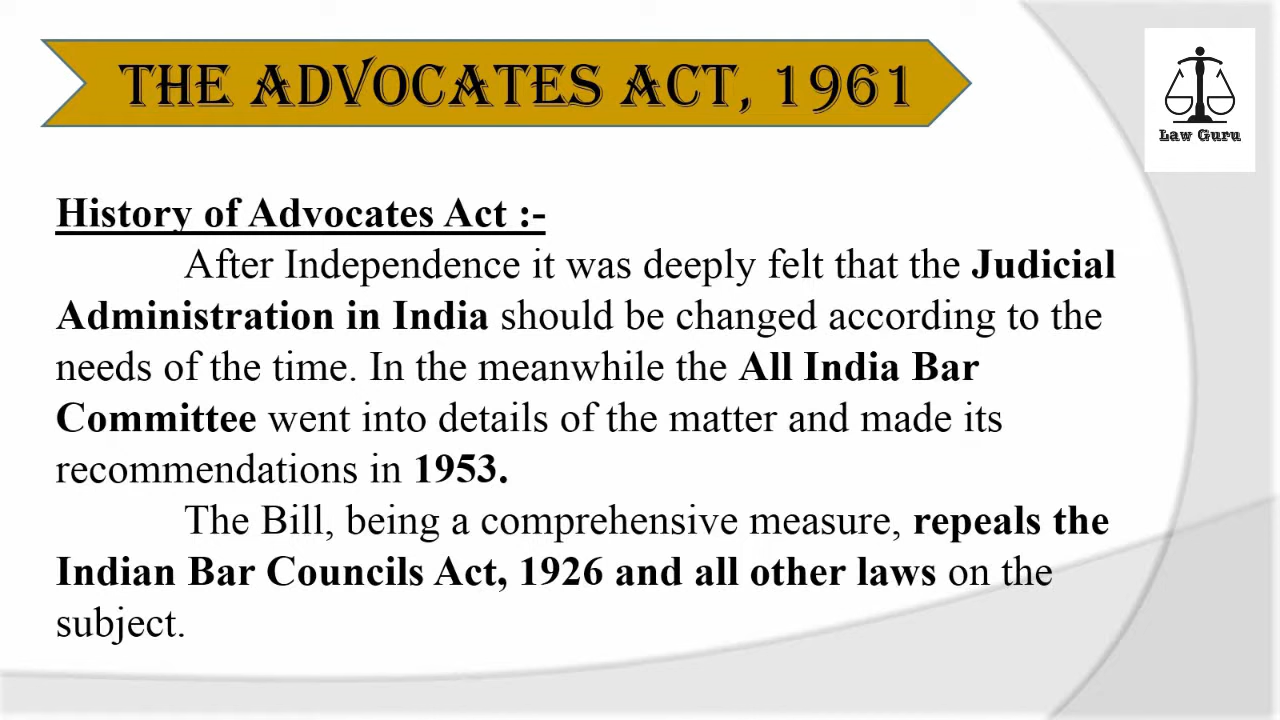 THE ADVOCATES ACT, 1961
Law Guru
History of Advocates Act :-
After Independence it was deeply felt that the Judicial
Administration in India should be changed according to the
needs of the time. In the meanwhile the All India Bar
Committee went into details of the matter and made its
recommendations in 1953.
The Bill, being a comprehensive measure, repeals the
Indian Bar Councils Act, 1926 and all other laws on the
subject.